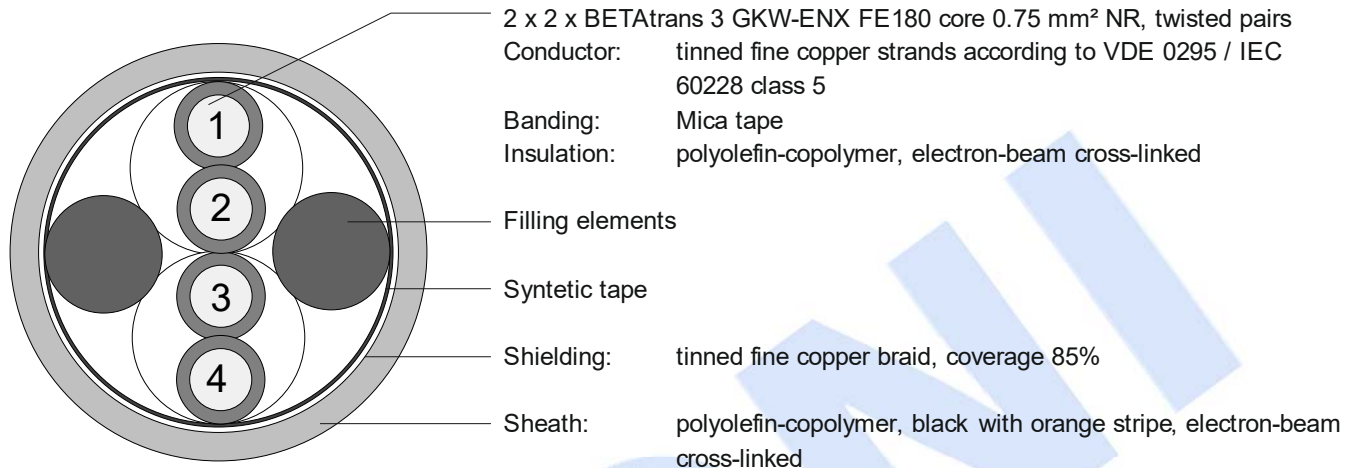 2 x 2 x BETAtrans 3 GKW-ENX FE180 core 0.75 mm² NR, twisted pairs
Conductor: tinned fine copper strands according to VDE 0295 / IEC
60228 class 5
Banding: Mica tape
Insulation: polyolefin-copolymer, electron-beam cross-linked
Filling elements
Syntetic tape
Shielding: tinned fine copper braid, coverage 85%
Sheath: polyolefin-copolymer, black with orange stripe, electron-beam
cross-linked
1
2
3
4